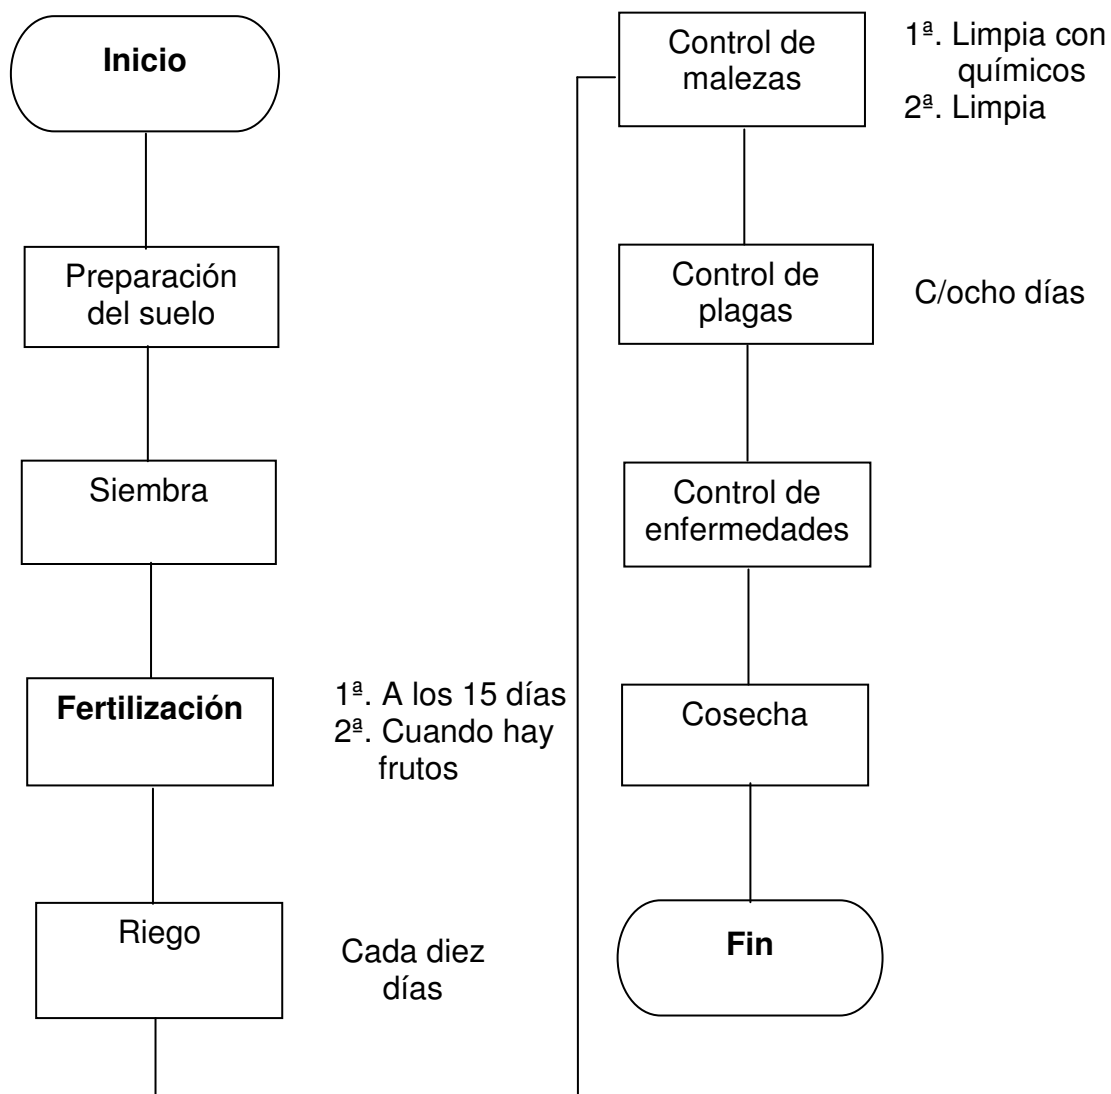 Inicio
Preparación
del suelo
Siembra
Fertilización
1ª. A los 15 días
2ª. Cuando hay
frutos
Riego
Cada diez
días
Control de
malezas
1ª. Limpia con
químicos
2ª. Limpia
Control de
plagas
C/ocho días
Control de
enfermedades
Cosecha
Fin